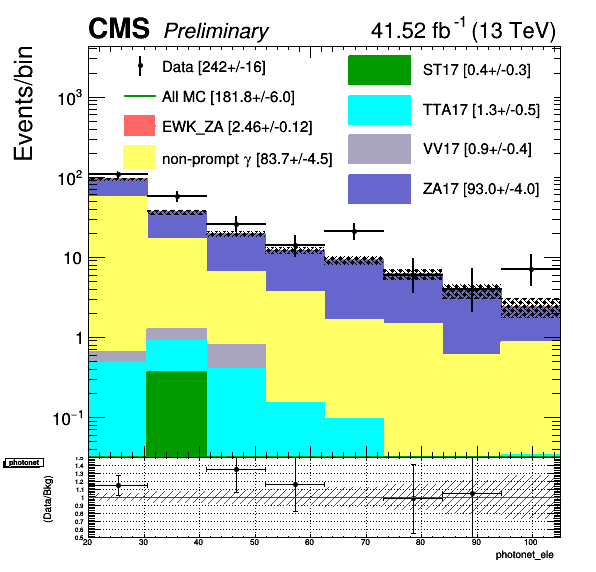 CMS Preliminary 41.52 fb⁻¹ (13 TeV)
Events/bin
Data [242+/-16]
All MC [181.8+/-6.0]
EWK_ZA [2.46+/-0.12]
non-prompt γ [83.7+/-4.5]
ST17 [0.4+/-0.3]
TTA17 [1.3+/-0.5]
VV17 [0.9+/-0.4]
ZA17 [93.0+/-4.0]
10³
10²
10
1
10⁻¹
photonet
(Data/Bkg)
1.5
1.4
1.3
1.2
1.1
1
0.9
0.8
0.7
0.6
0.5
20 30 40 50 60 70 80 90 100
photonet_ele